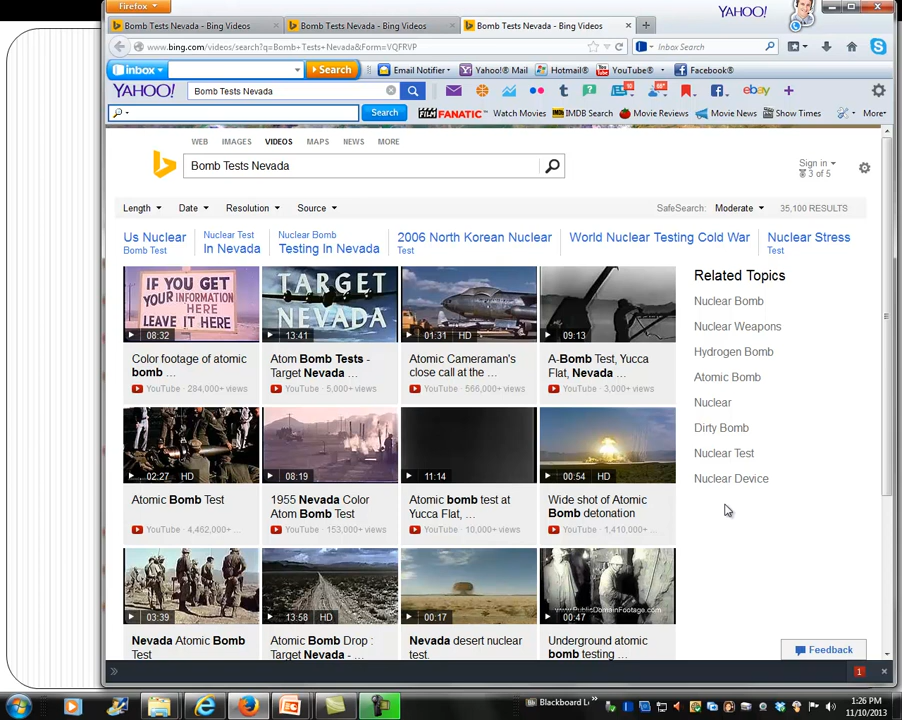 Firefox
YAHOO!
Bomb Tests Nevada - Bing Videos
Bomb Tests Nevada - Bing Videos
Bomb Tests Nevada - Bing Videos
www.bing.com/videos/search?q=Bomb+Tests+Nevada&Form=VQFRVP
Inbox Search
inbox
Search
Email Notifier
Yahoo!® Mail
Hotmail®
YouTube®
Facebook®
YAHOO!
Bomb Tests Nevada
ebay
Search
FILM FANATIC™
Watch Movies
IMDB Search
Movie Reviews
Movie News
Show Times
More
WEB IMAGES VIDEOS MAPS NEWS MORE
Bomb Tests Nevada
Sign in
3 of 5
Length Date Resolution Source
SafeSearch: Moderate 35,100 RESULTS
Us Nuclear
Bomb Test
Nuclear Test
In Nevada
Nuclear Bomb
Testing In Nevada
2006 North Korean Nuclear
Test
World Nuclear Testing Cold War
Nuclear Stress
Test
IF YOU GET
YOUR INFORMATION
HERE
LEAVE IT HERE
08:32
TARGET
NEVADA
13:41
01:31 HD
09:13
Color footage of atomic
bomb ...
YouTube · 284,000+ views
Atom Bomb Tests -
Target Nevada ...
YouTube · 5,000+ views
Atomic Cameraman's
close call at the ...
YouTube · 566,000+ views
A-Bomb Test, Yucca
Flat, Nevada ...
YouTube · 3,000+ views
02:27 HD
08:19
11:14
00:54 HD
Atomic Bomb Test
YouTube · 4,462,000+...
1955 Nevada Color
Atom Bomb Test
YouTube · 153,000+ views
Atomic bomb test at
Yucca Flat, ...
YouTube · 10,000+ views
Wide shot of Atomic
Bomb detonation
YouTube · 1,410,000+...
03:39
13:58 HD
00:17
www.PublicDomainFootage.com
00:47
Nevada Atomic Bomb
Test
Atomic Bomb Drop :
Target Nevada - ...
Nevada desert nuclear
test.
Underground atomic
bomb testing ...
Related Topics
Nuclear Bomb
Nuclear Weapons
Hydrogen Bomb
Atomic Bomb
Nuclear
Dirty Bomb
Nuclear Test
Nuclear Device
Feedback
1
Blackboard L
1:26 PM
11/10/2013